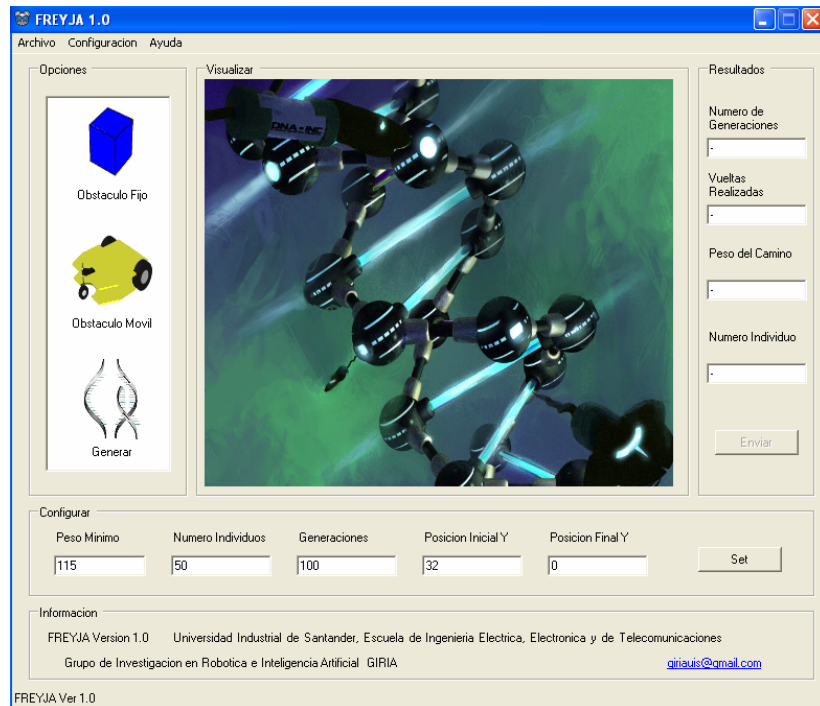 FREYJA 1.0
Archivo Configuracion Ayuda
Opciones
Obstaculo Fijo
Obstaculo Movil
Generar
Visualizar
DNA-INC
Resultados
Numero de
Generaciones
-
Vueltas
Realizadas
-
Peso del Camino
-
Numero Individuo
-
Enviar
Configurar
Peso Minimo Numero Individuos Generaciones Posicion Inicial Y Posicion Final Y
115 50 100 32 0 Set
Informacion
FREYJA Version 1.0 Universidad Industrial de Santander, Escuela de Ingenieria Electrica, Electronica y de Telecomunicaciones
Grupo de Investigacion en Robotica e Inteligencia Artificial GIRIA giriauis@gmail.com
FREYJA Ver 1.0